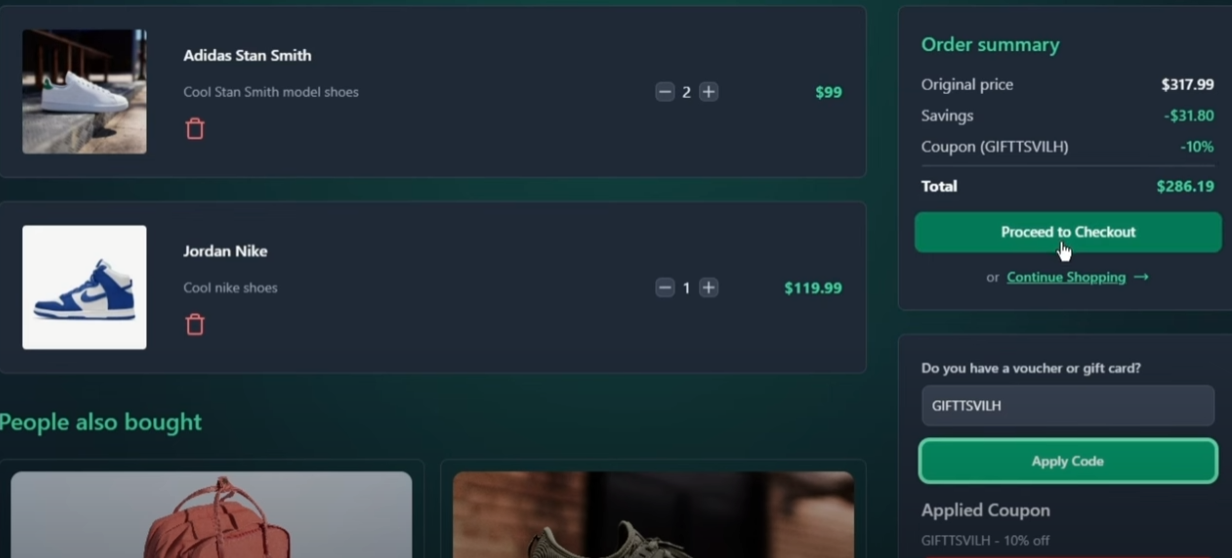 Adidas Stan Smith
Cool Stan Smith model shoes
2
$99
Jordan Nike
Cool nike shoes
1
$119.99
People also bought
Order summary
Original price $317.99
Savings -$31.80
Coupon (GIFTTSVILH) -10%
Total $286.19
Proceed to Checkout
or Continue Shopping →
Do you have a voucher or gift card?
GIFTTSVILH
Apply Code
Applied Coupon
GIFTTSVILH - 10% off